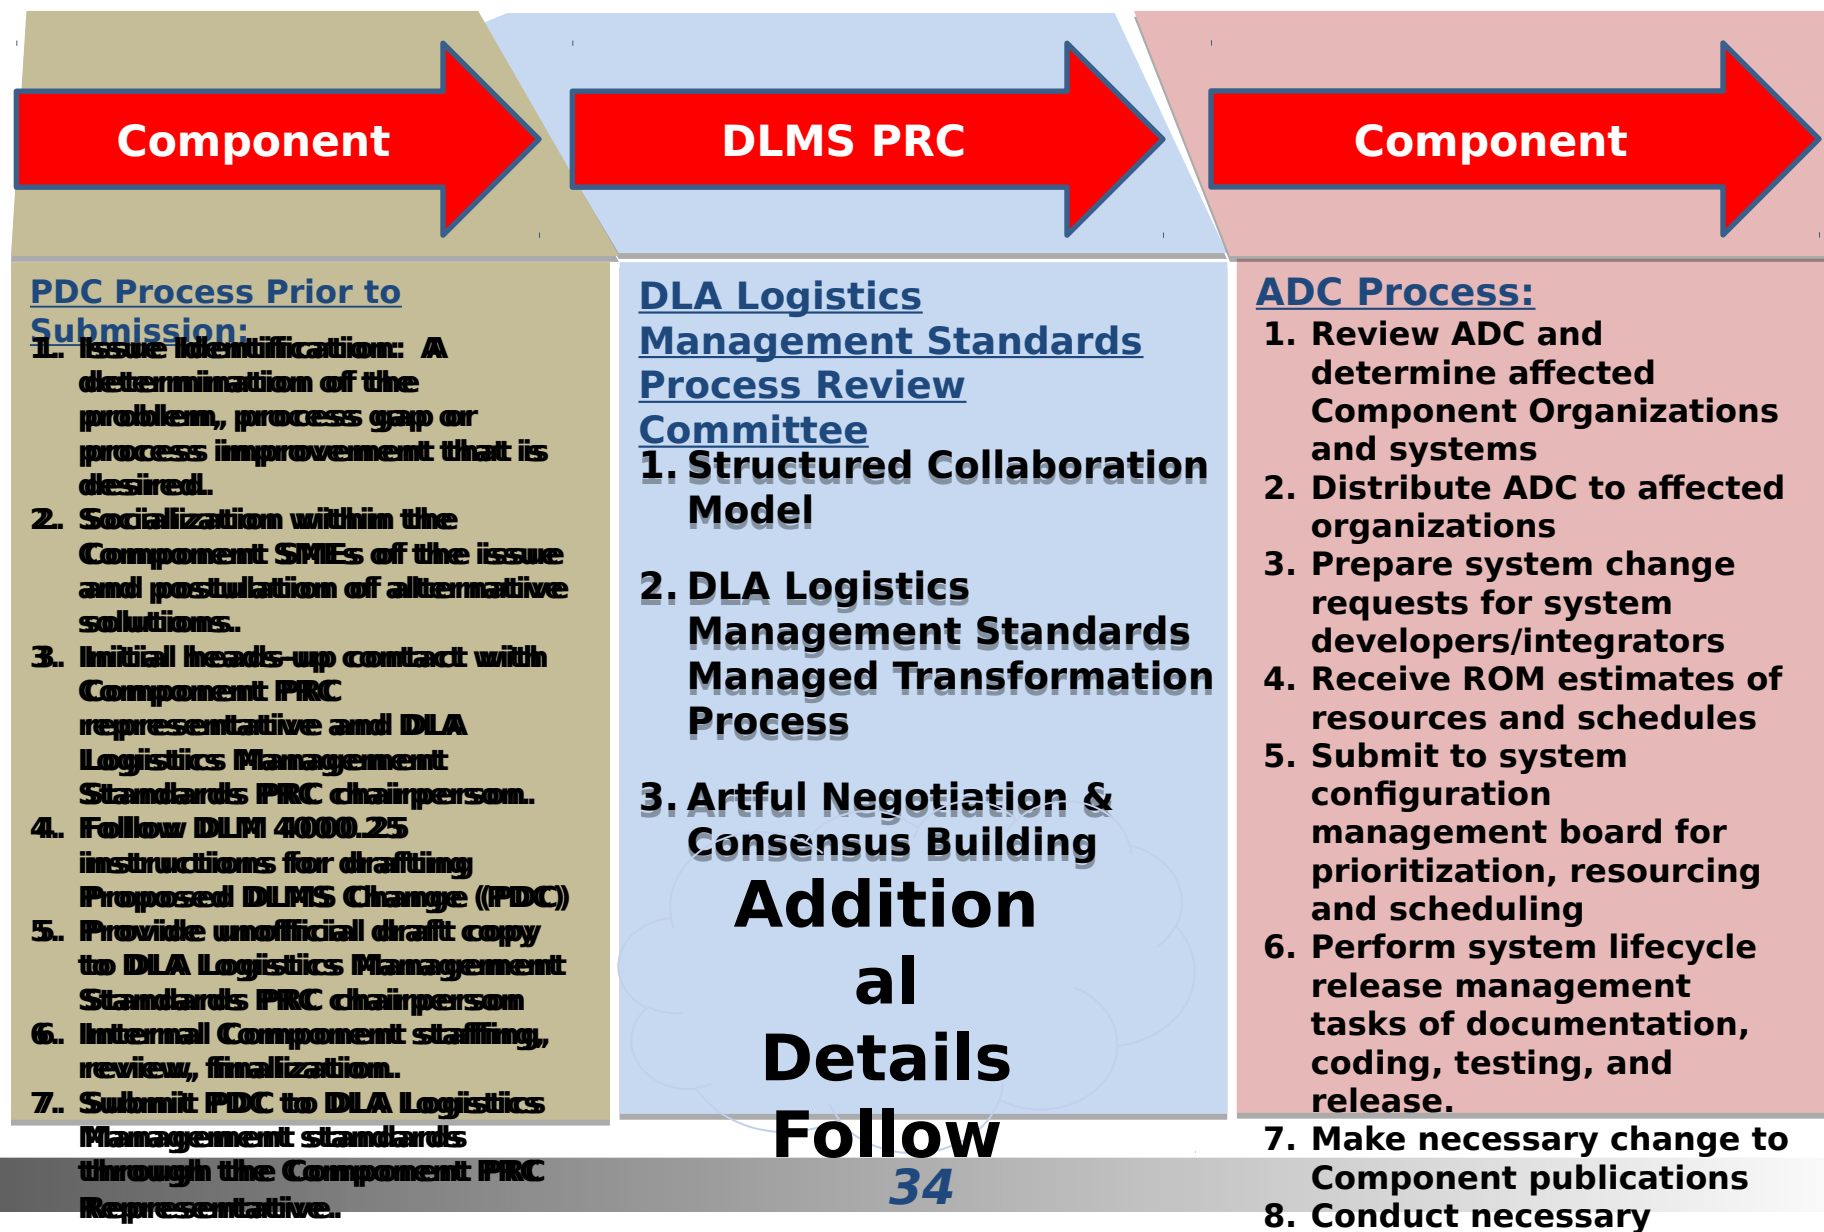 Component
DLMS PRC
Component
PDC Process Prior to
Submission:
1. Issue Identification: A
determination of the
problem, process gap or
process improvement that is
desired.
2. Socialization within the
Component SMEs of the issue
and postulation of alternative
solutions.
3. Initial heads-up contact with
Component PRC
representative and DLA
Logistics Management
Standards PRC chairperson.
4. Follow DLM 4000.25
instructions for drafting
Proposed DLMS Change (PDC)
5. Provide unofficial draft copy
to DLA Logistics Management
Standards PRC chairperson
6. Internal Component staffing,
review, finalization.
7. Submit PDC to DLA Logistics
Management standards
through the Component PRC
Representative.
DLA Logistics
Management Standards
Process Review
Committee
1. Structured Collaboration
Model
2. DLA Logistics
Management Standards
Managed Transformation
Process
3. Artful Negotiation &
Consensus Building
Addition
al
Details
Follow
ADC Process:
1. Review ADC and
determine affected
Component Organizations
and systems
2. Distribute ADC to affected
organizations
3. Prepare system change
requests for system
developers/integrators
4. Receive ROM estimates of
resources and schedules
5. Submit to system
configuration
management board for
prioritization, resourcing
and scheduling
6. Perform system lifecycle
release management
tasks of documentation,
coding, testing, and
release.
7. Make necessary change to
Component publications
8. Conduct necessary
34